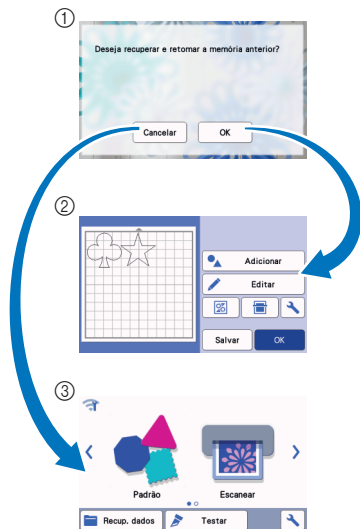 ①
Deseja recuperar e retomar a memória anterior?
Cancelar OK
②
Adicionar
Editar
Salvar OK
③
Padrão Escanear
Recup. dados Testar